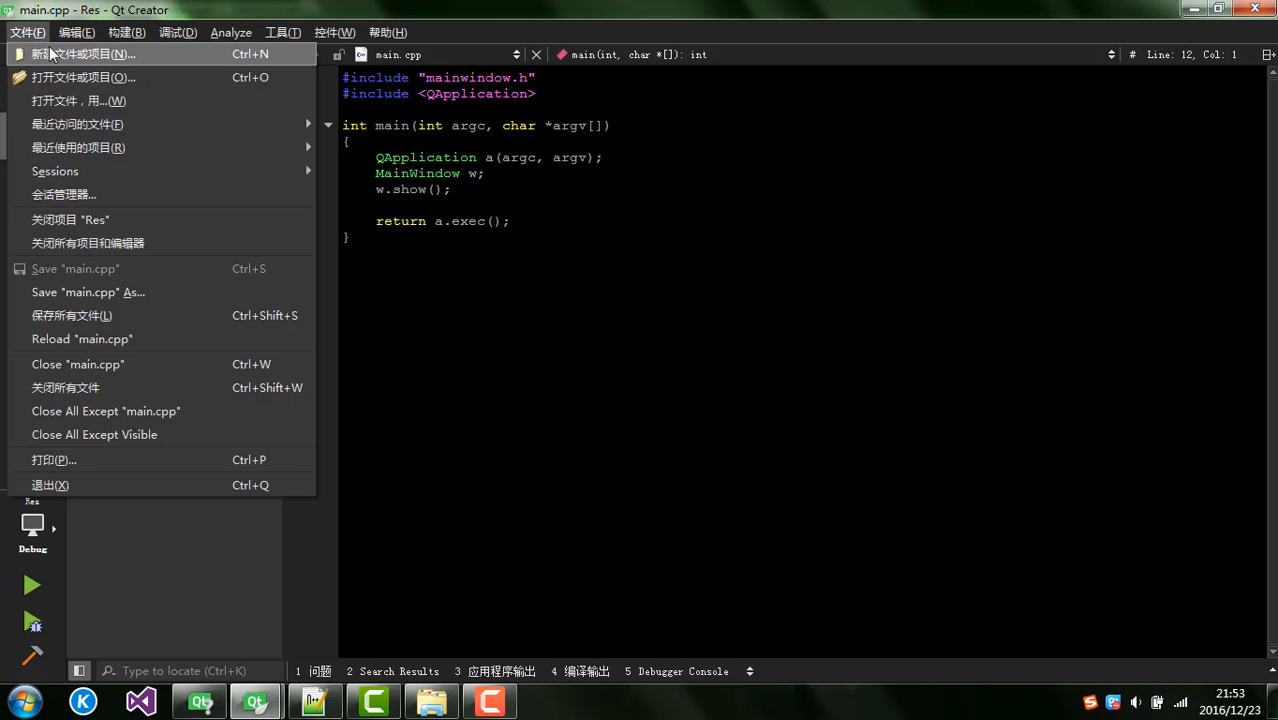 main.cpp - Res - Qt Creator
文件(F) 编辑(E) 构建(B) 调试(D) Analyze 工具(T) 控件(W) 帮助(H)
新建文件或项目(N)... Ctrl+N
打开文件或项目(O)... Ctrl+O
打开文件，用...(W)
最近访问的文件(F)
最近使用的项目(R)
Sessions
会话管理器...
关闭项目 "Res"
关闭所有项目和编辑器
Save "main.cpp" Ctrl+S
Save "main.cpp" As...
保存所有文件(L) Ctrl+Shift+S
Reload "main.cpp"
Close "main.cpp" Ctrl+W
关闭所有文件 Ctrl+Shift+W
Close All Except "main.cpp"
Close All Except Visible
打印(P)... Ctrl+P
退出(X) Ctrl+Q
main.cpp main(int, char *[]): int # Line: 12, Col: 1
#include "mainwindow.h"
#include <QApplication>
int main(int argc, char *argv[])
{
QApplication a(argc, argv);
MainWindow w;
w.show();
return a.exec();
}
Res
Debug
Type to locate (Ctrl+K) 1 问题 2 Search Results 3 应用程序输出 4 编译输出 5 Debugger Console
21:53
2016/12/23